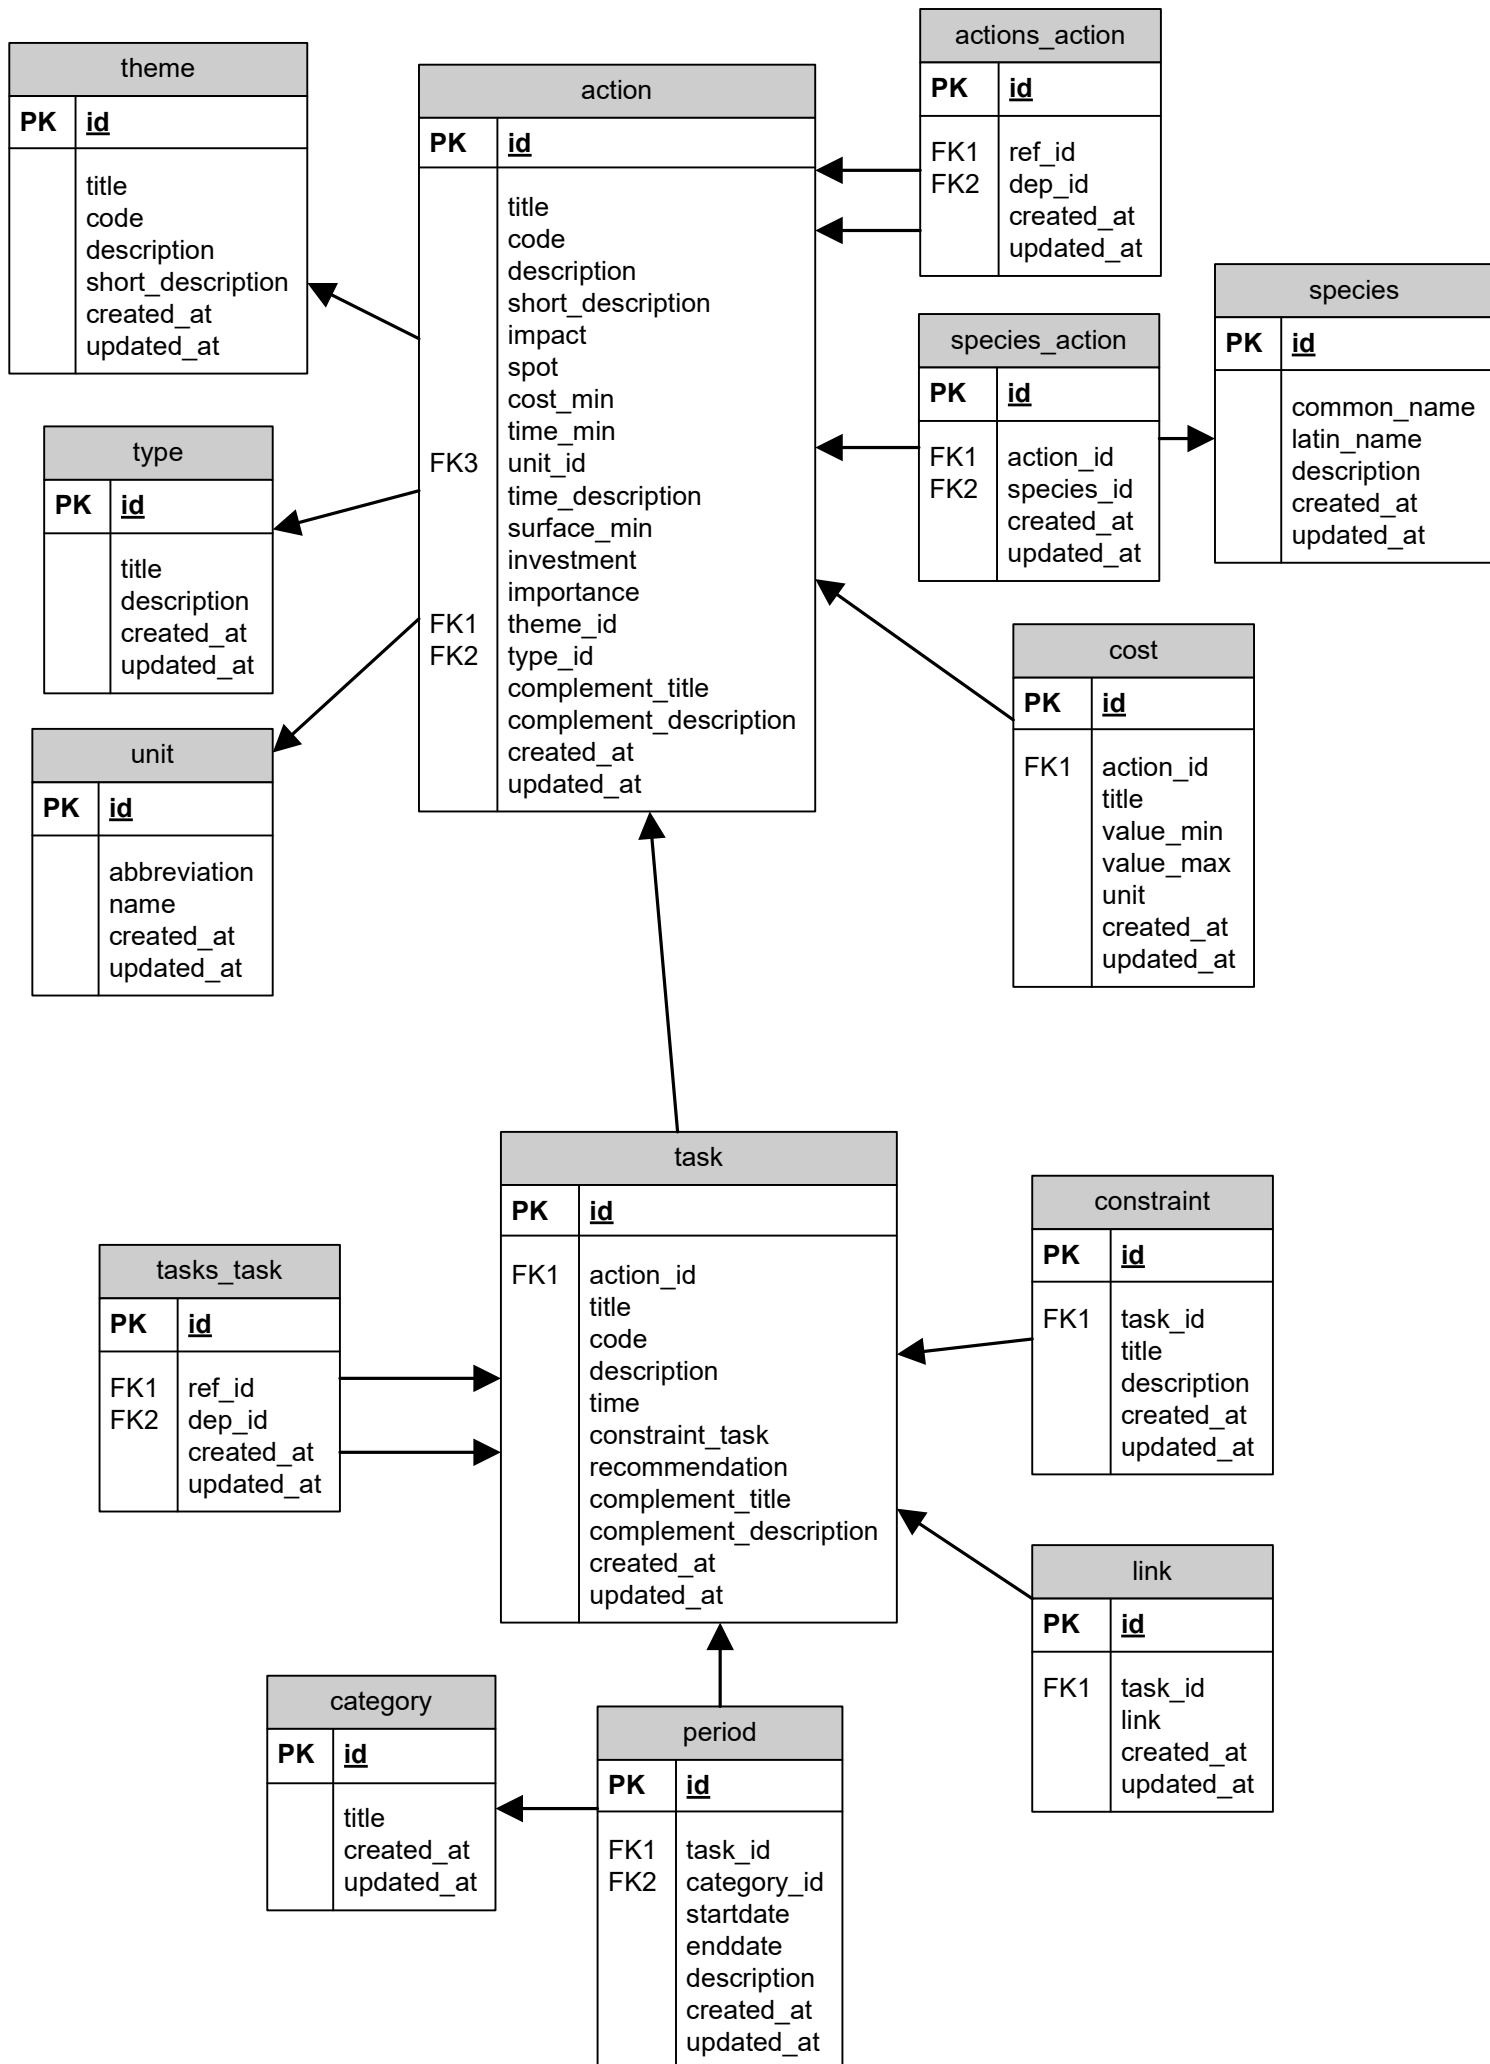 theme
PK id
title
code
description
short_description
created_at
updated_at
type
PK id
title
description
created_at
updated_at
unit
PK id
abbreviation
name
created_at
updated_at
action
PK id
title
code
description
short_description
impact
spot
cost_min
time_min
FK3 unit_id
time_description
surface_min
investment
importance
FK1 theme_id
FK2 type_id
complement_title
complement_description
created_at
updated_at
actions_action
PK id
FK1 ref_id
FK2 dep_id
created_at
updated_at
species_action
PK id
FK1 action_id
FK2 species_id
created_at
updated_at
species
PK id
common_name
latin_name
description
created_at
updated_at
cost
PK id
FK1 action_id
title
value_min
value_max
unit
created_at
updated_at
task
PK id
FK1 action_id
title
code
description
time
constraint_task
recommendation
complement_title
complement_description
created_at
updated_at
tasks_task
PK id
FK1 ref_id
FK2 dep_id
created_at
updated_at
constraint
PK id
FK1 task_id
title
description
created_at
updated_at
link
PK id
FK1 task_id
link
created_at
updated_at
category
PK id
title
created_at
updated_at
period
PK id
FK1 task_id
FK2 category_id
startdate
enddate
description
created_at
updated_at